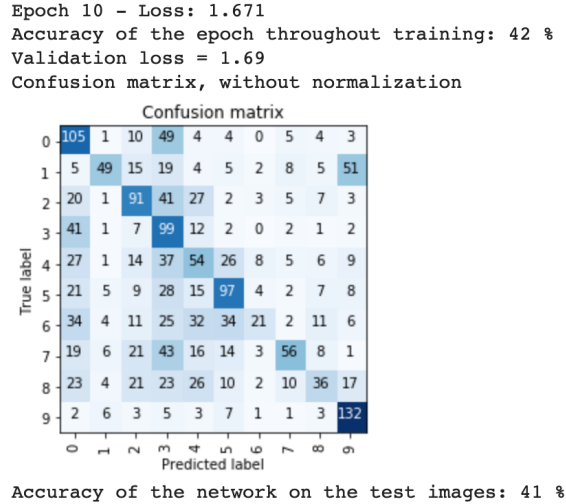 Epoch 10 - Loss: 1.671
Accuracy of the epoch throughout training: 42 %
Validation loss = 1.69
Confusion matrix, without normalization
Confusion matrix
0 105 1 10 49 4 4 0 5 4 3
1 5 49 15 19 4 5 2 8 5 51
2 20 1 91 41 27 2 3 5 7 3
3 41 1 7 99 12 2 0 2 1 2
4 27 1 14 37 54 26 8 5 6 9
5 21 5 9 28 15 97 4 2 7 8
6 34 4 11 25 32 34 21 2 11 6
7 19 6 21 43 16 14 3 56 8 1
8 23 4 21 23 26 10 2 10 36 17
9 2 6 3 5 3 7 1 1 3 132
True label
0 1 2 3 4 5 6 7 8 9
Predicted label
Accuracy of the network on the test images: 41 %